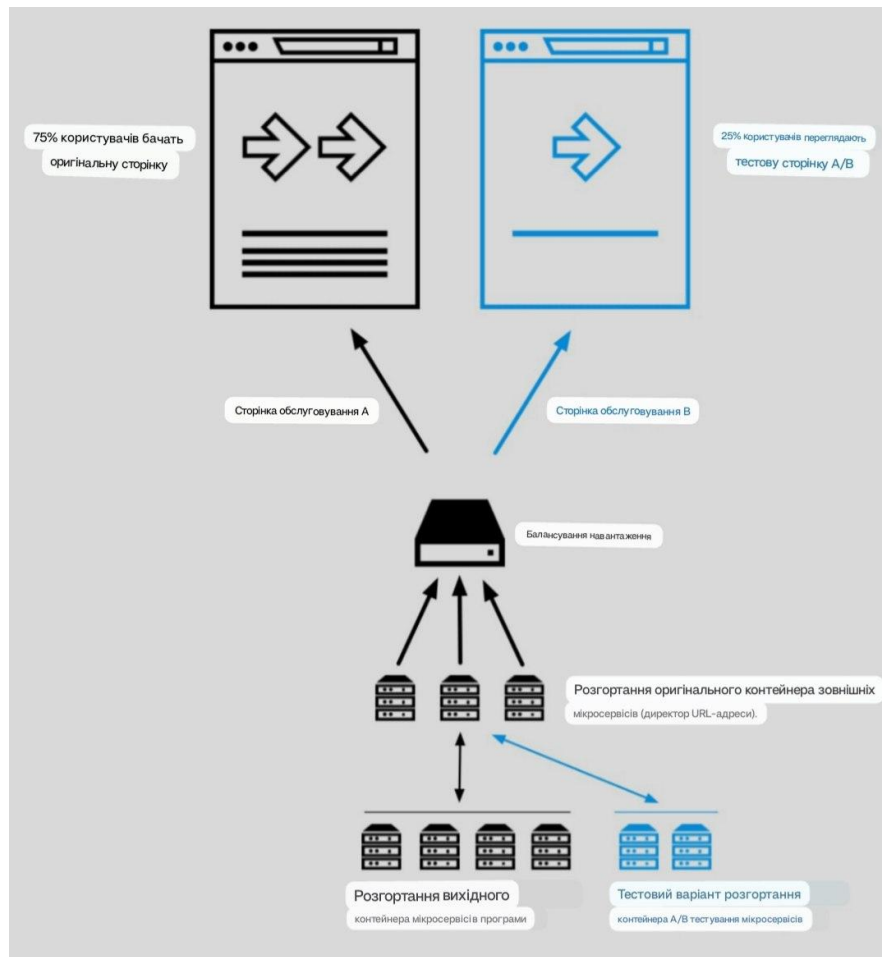 75% користувачів бачать
оригінальну сторінку
25% користувачів переглядають
тестову сторінку A/B
Сторінка обслуговування A
Сторінка обслуговування B
Балансування навантаження
Розгортання оригінального контейнера зовнішніх
мікросервісів (директор URL-адреси).
Розгортання вихідного
контейнера мікросервісів програми
Тестовий варіант розгортання
контейнера A/B тестування мікросервісів